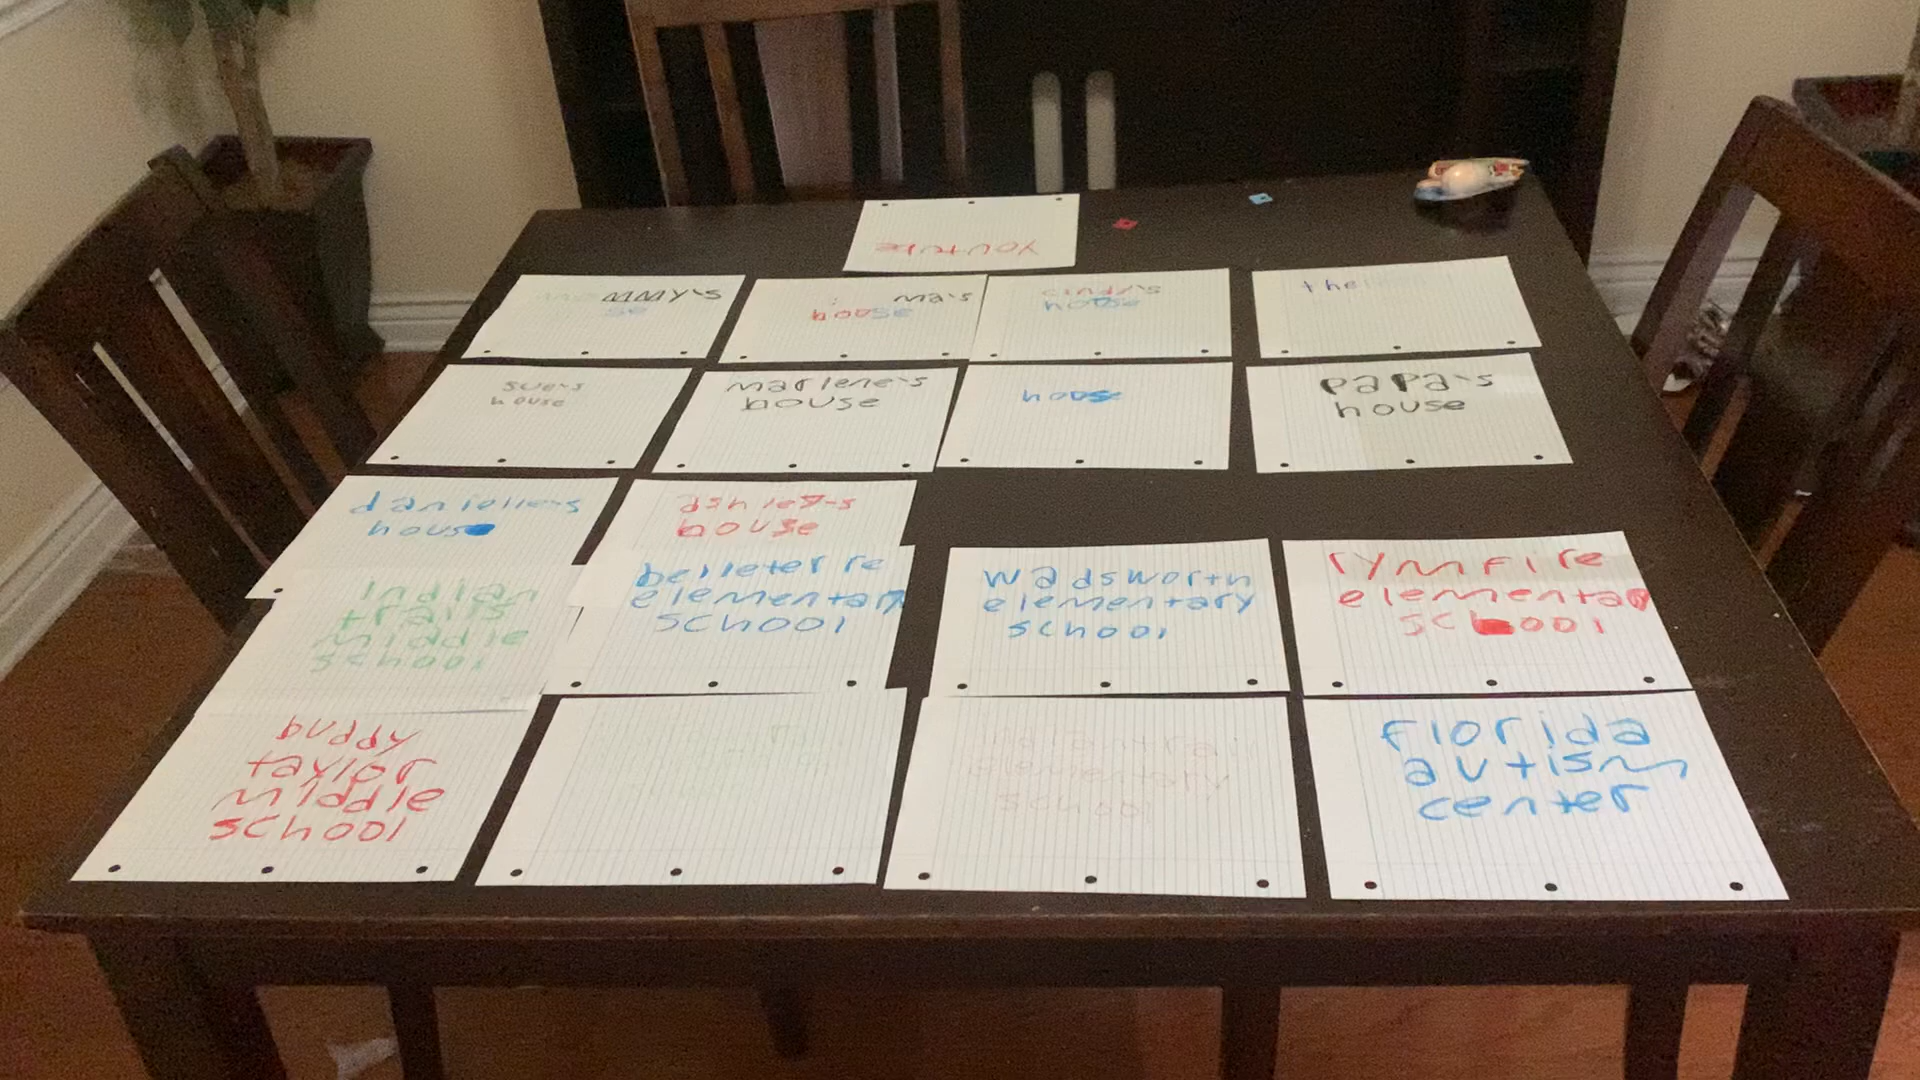 YOUTUBE
mommy's
se
ma's
house
cindy's
house
the
sue's
house
marlene's
house
house
PaPa's
house
danielle's
house
ashley's
house
indian
trails
middle
school
belleterre
elementary
school
wadsworth
elementary
school
rymfire
elementary
school
buddy
taylor
middle
school
elementary
school
florida
autism
center